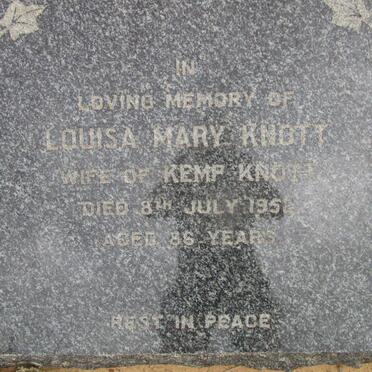 IN
LOVING MEMORY OF
LOUISA MARY KNOTT
WIFE OF KEMP KNOTT
DIED 8TH JULY
AGED 86 YEARS
REST IN PEACE